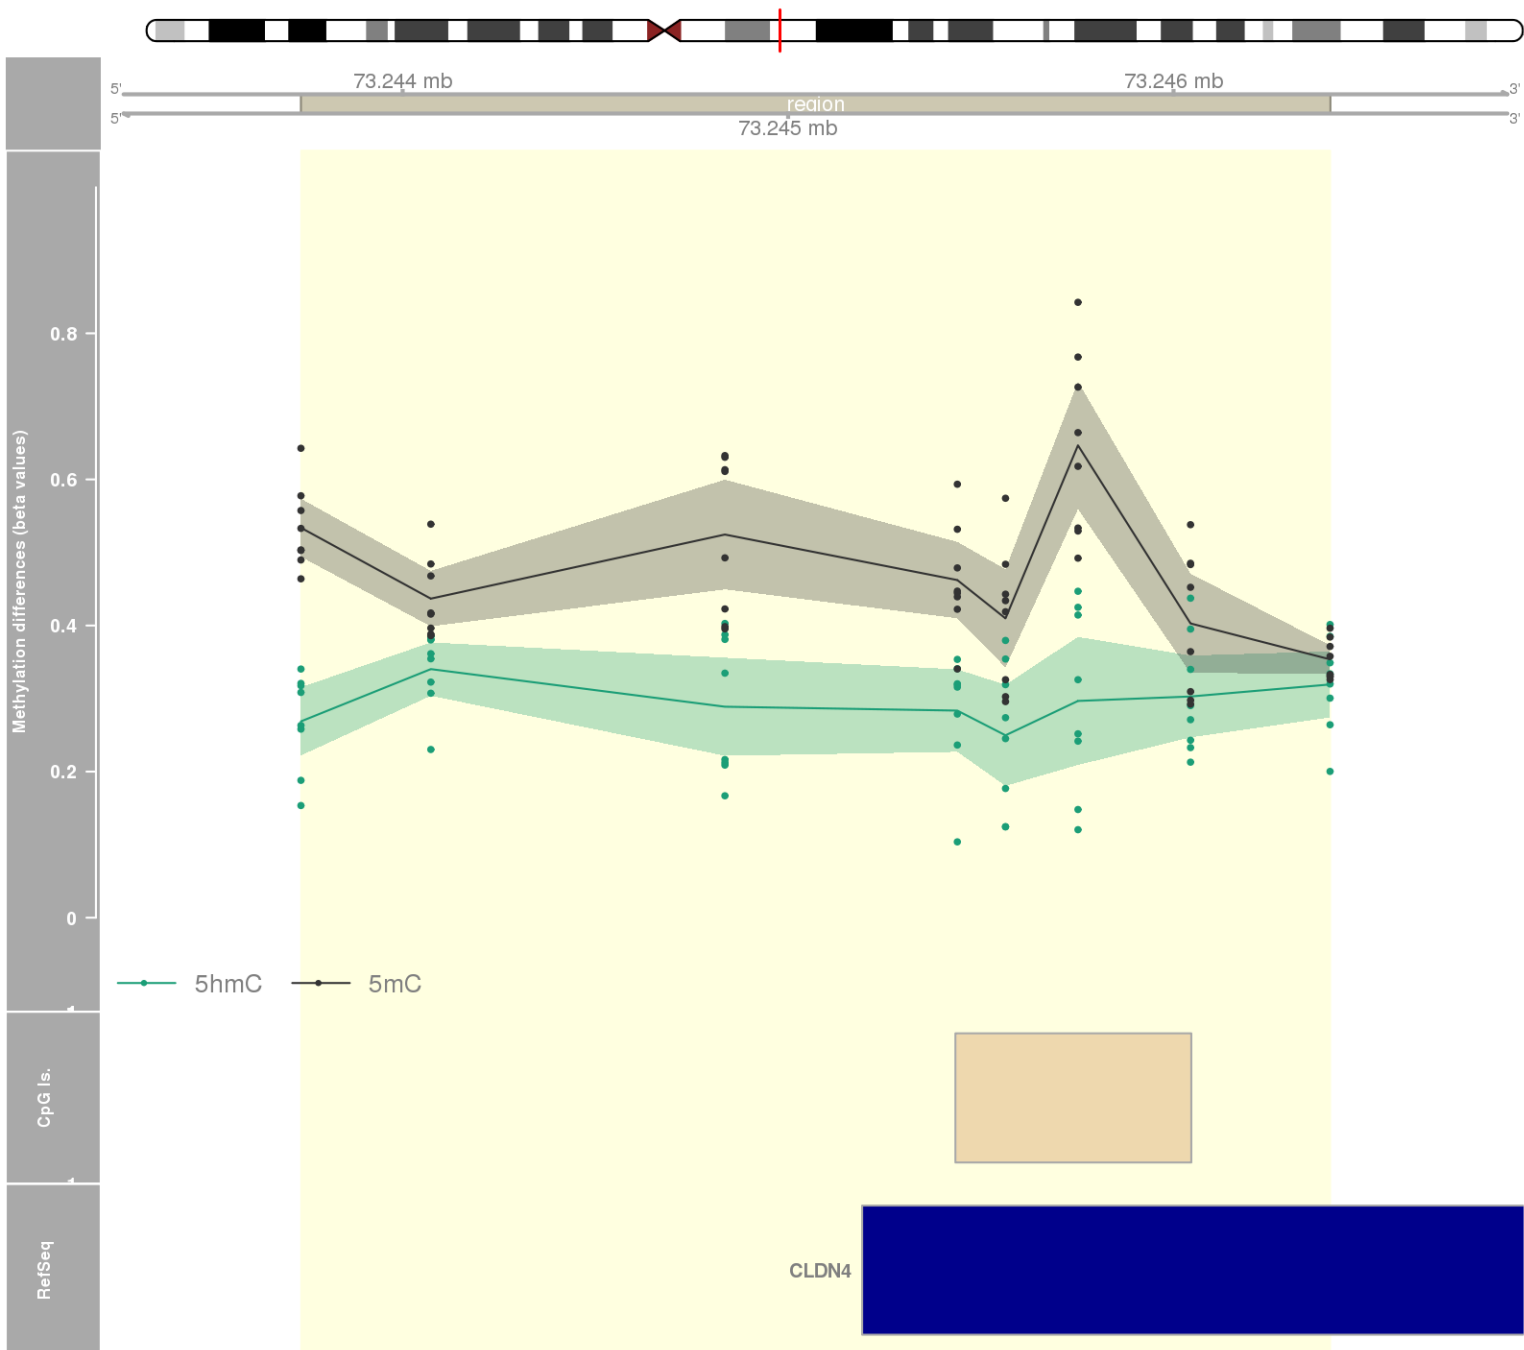 73.244 mb
73.246 mb
5'
3'
region
5'
3'
73.245 mb
Methylation differences (beta values)
0.8
0.6
0.4
0.2
0
5hmC
5mC
CpG Is.
RefSeq
CLDN4